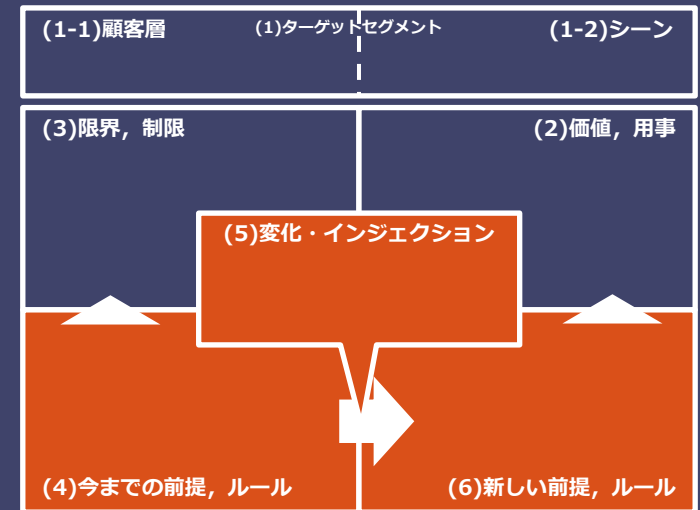 (1-1)顧客層
(1)ターゲットセグメント
(1-2)シーン
(3)限界，制限
(2)価値，用事
(5)変化・インジェクション
(4)今までの前提，ルール
(6)新しい前提，ルール